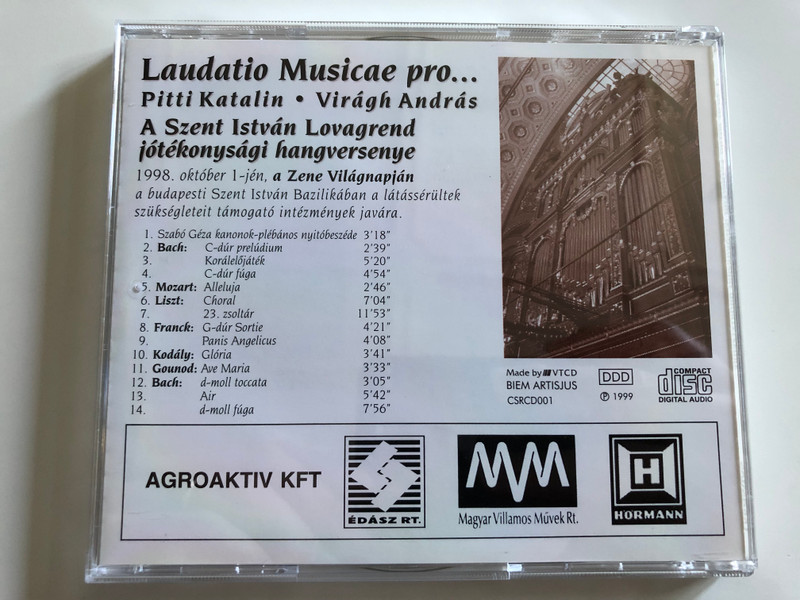 Laudatio Musicae pro...
Pitti Katalin • Virágh András
A Szent István Lovagrend
jótékonysági hangversenye
1998. október 1-jén, a Zene Világnapján
a budapesti Szent István Bazilikában a látássérültek
szükségleteit támogató intézmények javára.
1. Szabó Géza kanonok-plébános nyitóbeszéde 3'18"
2. Bach: C-dúr prelúdium 2'39"
3. Korálelőjáték 5'20"
4. C-dúr fúga 4'54"
5. Mozart: Alleluja 2'46"
6. Liszt: Choral 7'04"
7. 23. zsoltár 11'53"
8. Franck: G-dúr Sortie 4'21"
9. Panis Angelicus 4'08"
10. Kodály: Glória 3'41"
11. Gounod: Ave Maria 3'33"
12. Bach: d-moll toccata 3'05"
13. Air 5'42"
14. d-moll fúga 7'56"
Made by VTCD
BIEM ARTISJUS
CSRCD001
DDD
℗ 1999
COMPACT
disc
DIGITAL AUDIO
AGROAKTIV KFT
ÉDÁSZ RT.
MVM
Magyar Villamos Művek Rt.
H
HÖRMANN